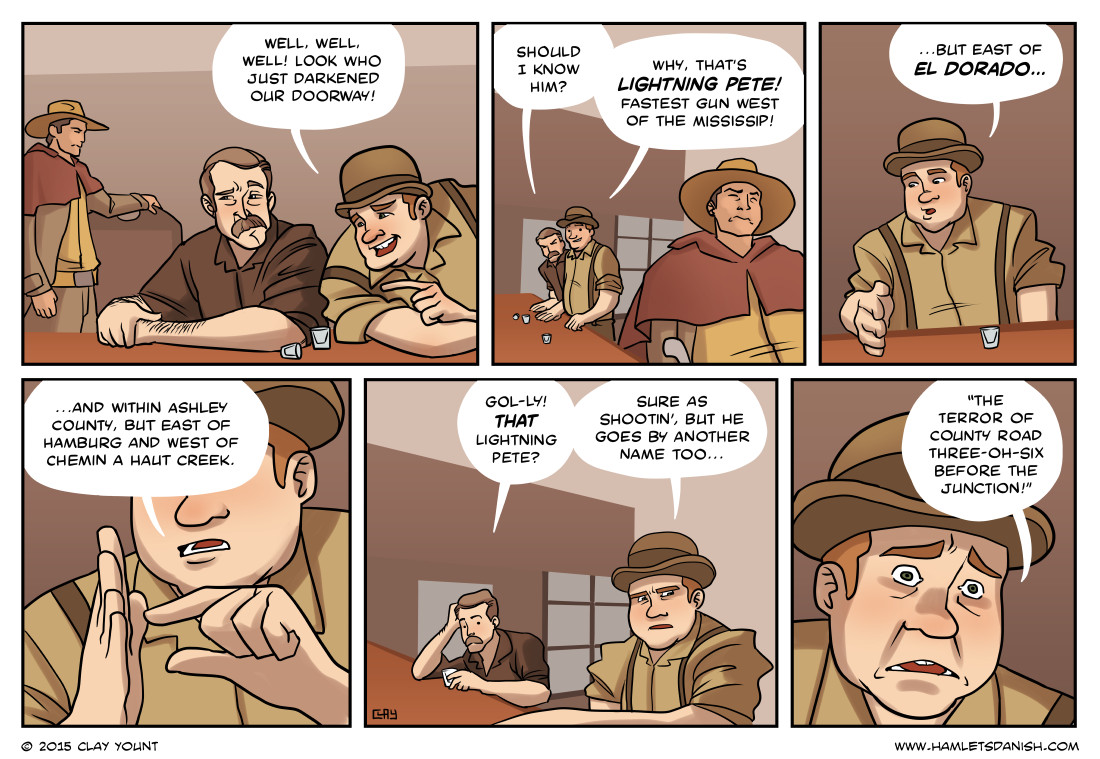 WELL, WELL,
WELL! LOOK WHO
JUST DARKENED
OUR DOORWAY!
SHOULD
I KNOW
HIM?
WHY, THAT'S
LIGHTNING PETE!
FASTEST GUN WEST
OF THE MISSISSIP!
...BUT EAST OF
EL DORADO...
...AND WITHIN ASHLEY
COUNTY, BUT EAST OF
HAMBURG AND WEST OF
CHEMIN A HAUT CREEK.
GOL-LY!
THAT
LIGHTNING
PETE?
SURE AS
SHOOTIN', BUT HE
GOES BY ANOTHER
NAME TOO...
CLAY
"THE
TERROR OF
COUNTY ROAD
THREE-OH-SIX
BEFORE THE
JUNCTION!"
© 2015 CLAY YOUNT
WWW.HAMLETSDANISH.COM